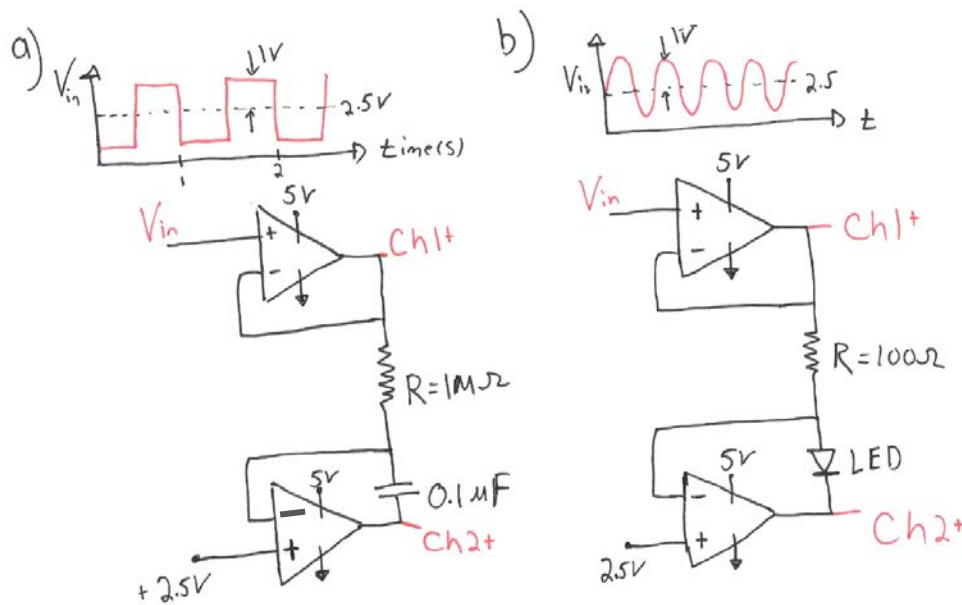 a)
Vin
1V
2.5V
1
2
time(s)
5V
Vin
+
-
Ch1+
R=1MΩ
5V
0.1μF
-
+
Ch2+
+2.5V
b)
Vin
1V
2.5
t
5V
Vin
+
-
Ch1+
R=100Ω
5V
LED
-
+
Ch2+
2.5V